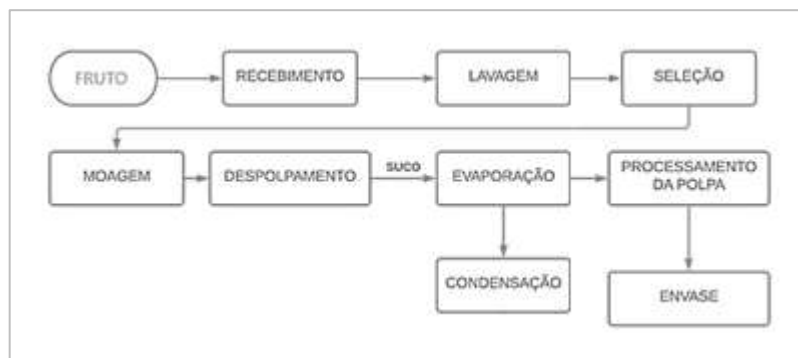 FRUTO
RECEBIMENTO
LAVAGEM
SELEÇÃO
MOAGEM
DESPOLPAMENTO
SUCO
EVAPORAÇÃO
PROCESSAMENTO
DA POLPA
CONDENSAÇÃO
ENVASE